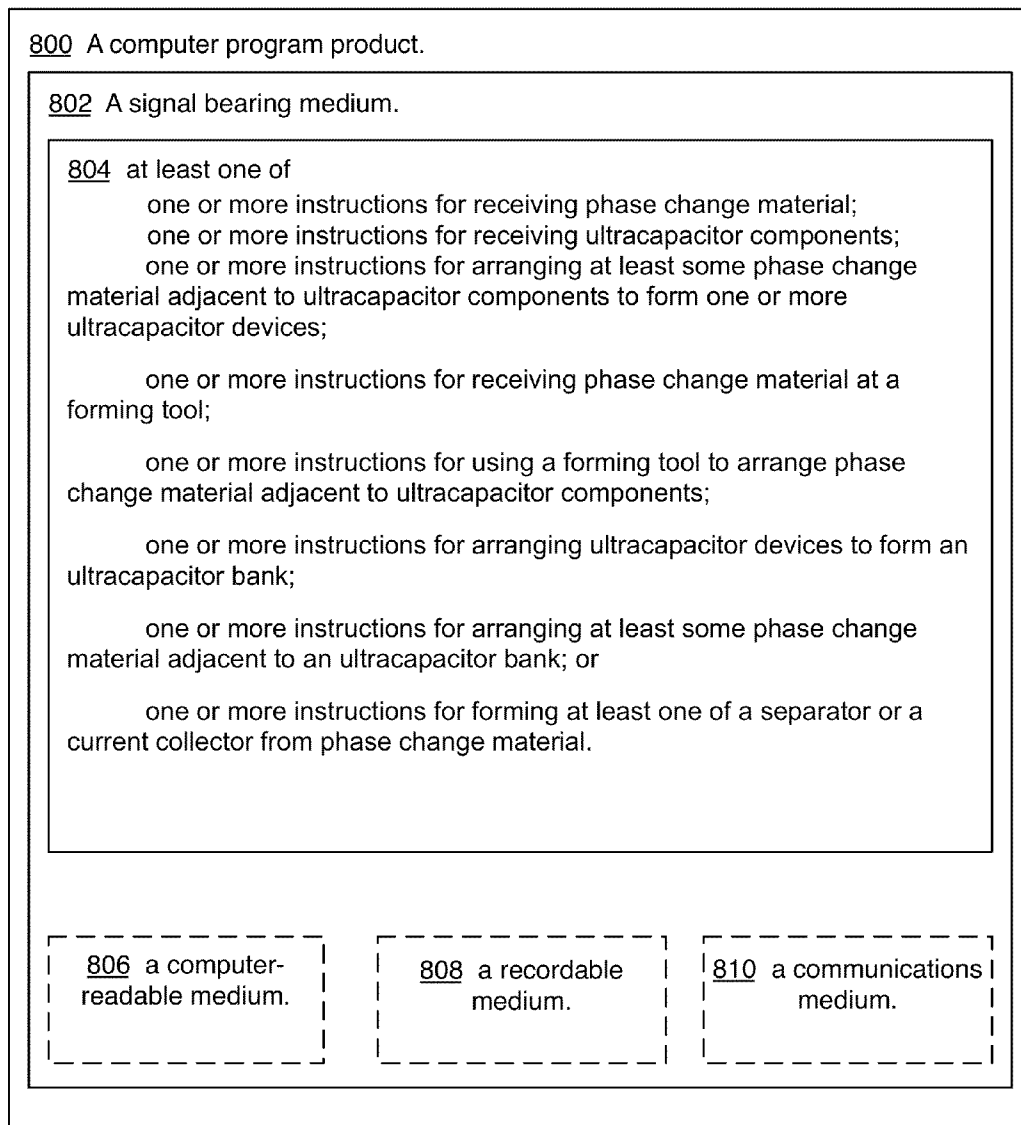 800 A computer program product.
802 A signal bearing medium.
804 at least one of
one or more instructions for receiving phase change material;
one or more instructions for receiving ultracapacitor components;
one or more instructions for arranging at least some phase change
material adjacent to ultracapacitor components to form one or more
ultracapacitor devices;
one or more instructions for receiving phase change material at a
forming tool;
one or more instructions for using a forming tool to arrange phase
change material adjacent to ultracapacitor components;
one or more instructions for arranging ultracapacitor devices to form an
ultracapacitor bank;
one or more instructions for arranging at least some phase change
material adjacent to an ultracapacitor bank; or
one or more instructions for forming at least one of a separator or a
current collector from phase change material.
806 a computer-
readable medium.
808 a recordable
medium.
810 a communications
medium.